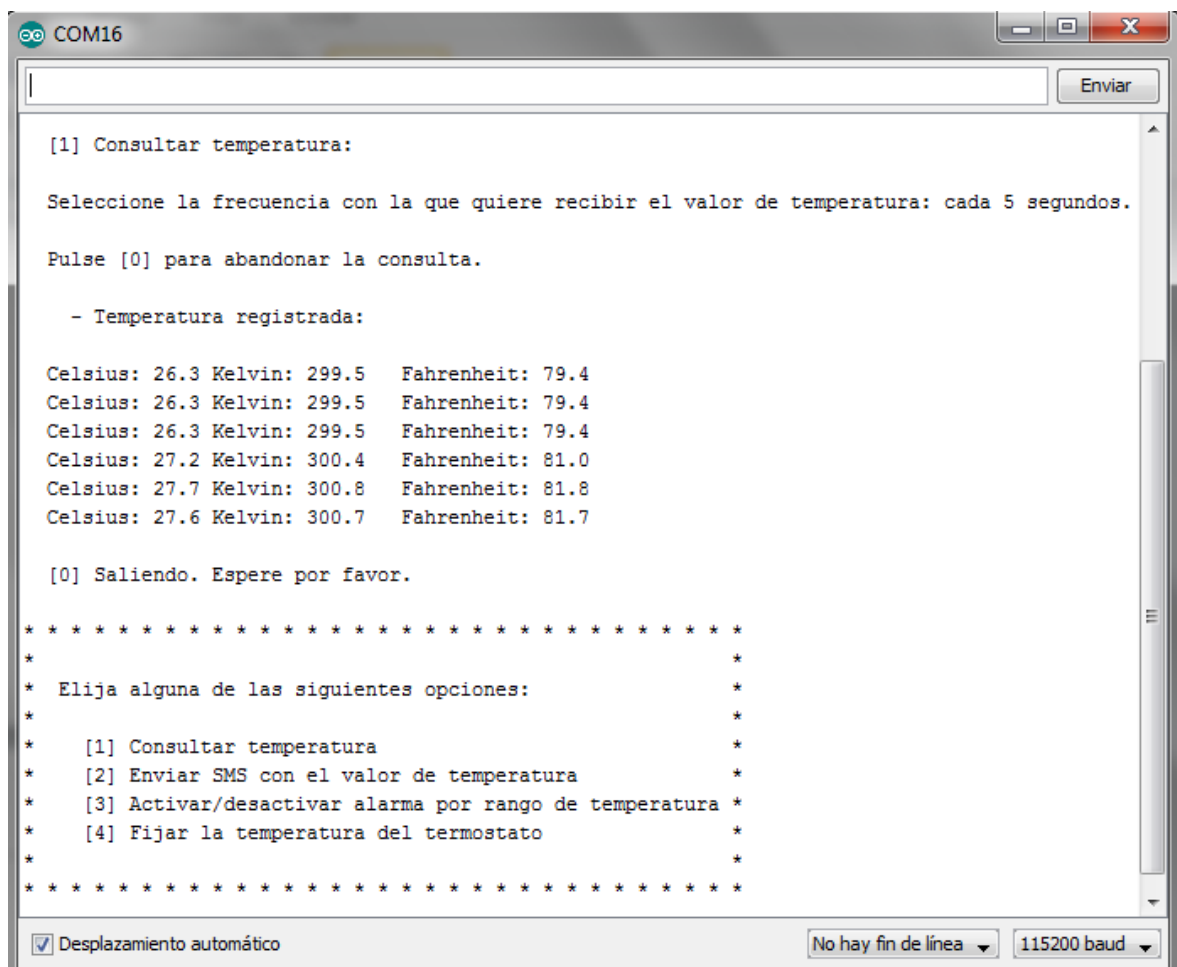 COM16
Enviar
[1] Consultar temperatura:
Seleccione la frecuencia con la que quiere recibir el valor de temperatura: cada 5 segundos.
Pulse [0] para abandonar la consulta.
- Temperatura registrada:
Celsius: 26.3 Kelvin: 299.5   Fahrenheit: 79.4
Celsius: 26.3 Kelvin: 299.5   Fahrenheit: 79.4
Celsius: 26.3 Kelvin: 299.5   Fahrenheit: 79.4
Celsius: 27.2 Kelvin: 300.4   Fahrenheit: 81.0
Celsius: 27.7 Kelvin: 300.8   Fahrenheit: 81.8
Celsius: 27.6 Kelvin: 300.7   Fahrenheit: 81.7
[0] Saliendo. Espere por favor.
* * * * * * * * * * * * * * * * * * * * * * * * * * * * * * *
*                                                           *
*  Elija alguna de las siguientes opciones:                 *
*                                                           *
*    [1] Consultar temperatura                              *
*    [2] Enviar SMS con el valor de temperatura             *
*    [3] Activar/desactivar alarma por rango de temperatura *
*    [4] Fijar la temperatura del termostato                *
*                                                           *
* * * * * * * * * * * * * * * * * * * * * * * * * * * * * * *
Desplazamiento automático
No hay fin de línea
115200 baud